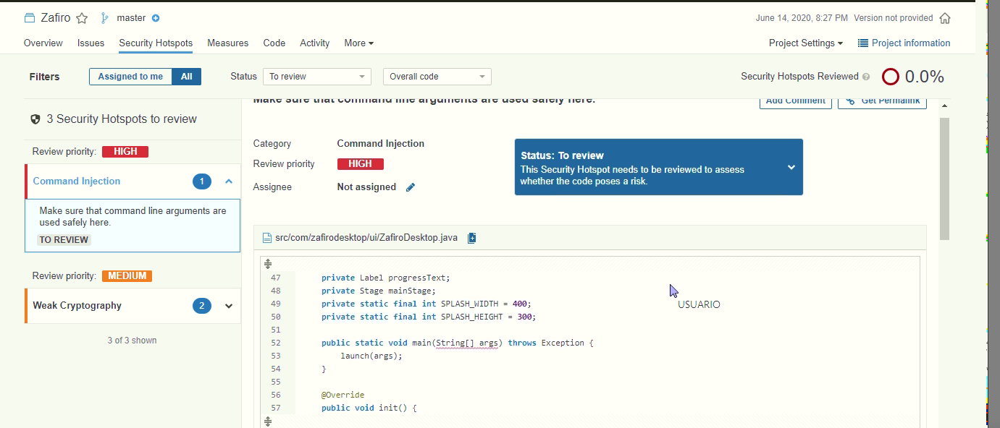 Zafiro master June 14, 2020, 8:27 PM Version not provided
Overview Issues Security Hotspots Measures Code Activity More Project Settings Project information
Filters Assigned to me All Status To review Overall code Security Hotspots Reviewed ? 0.0%
3 Security Hotspots to review
Review priority: HIGH
Command Injection 1
Make sure that command line arguments are
used safely here.
TO REVIEW
Review priority: MEDIUM
Weak Cryptography 2
3 of 3 shown
Make sure that command line arguments are used safely here.
Add Comment Get Permalink
Category Command Injection
Review priority HIGH
Assignee Not assigned
Status: To review
This Security Hotspot needs to be reviewed to assess
whether the code poses a risk.
src/com/zafirodesktop/ui/ZafiroDesktop.java
47 private Label progressText;
48 private Stage mainStage;
49 private static final int SPLASH_WIDTH = 400;
50 private static final int SPLASH_HEIGHT = 300;
51
52 public static void main(String[] args) throws Exception {
53 launch(args);
54 }
55
56 @Override
57 public void init() {
USUARIO